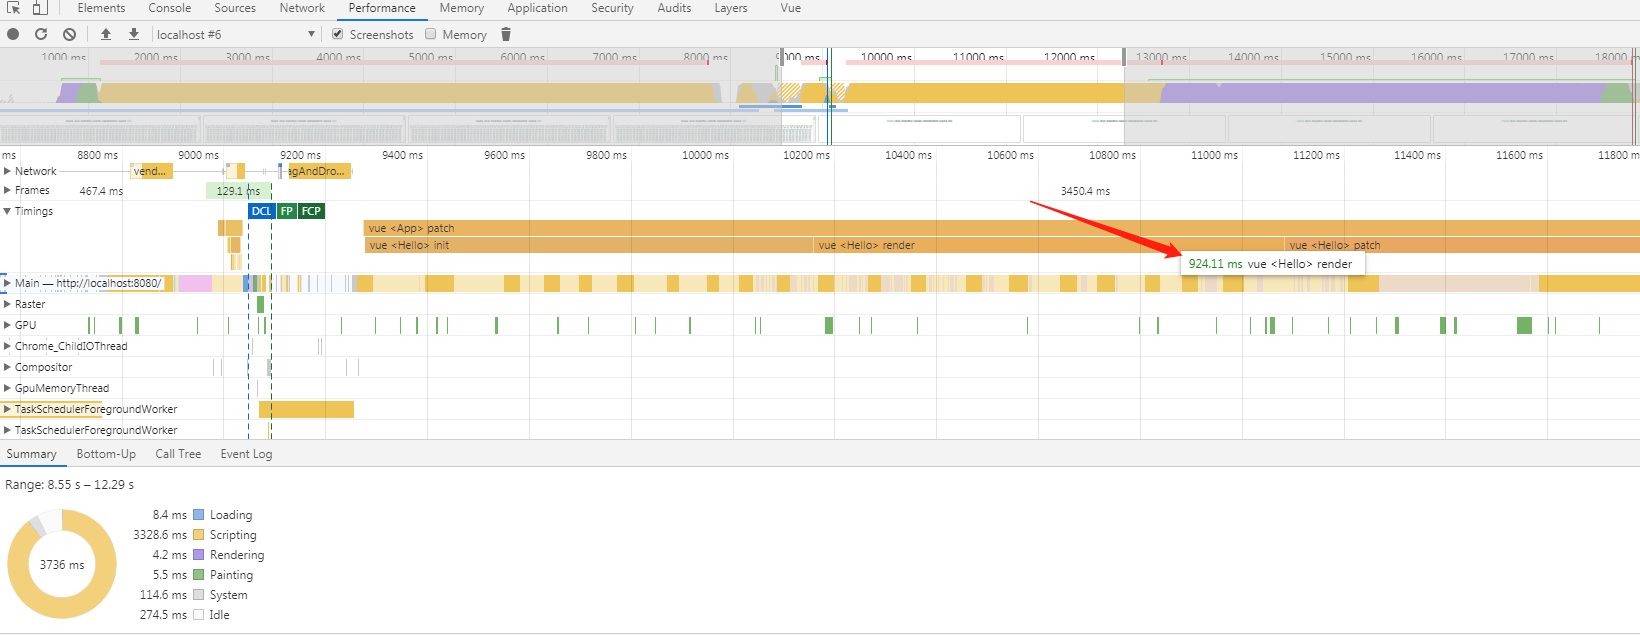 Elements Console Sources Network Performance Memory Application Security Audits Layers Vue
localhost #6 Screenshots Memory
1000 ms 2000 ms 3000 ms 4000 ms 5000 ms 6000 ms 7000 ms 8000 ms 000 ms 10000 ms 11000 ms 12000 ms 13000 ms 14000 ms 15000 ms 16000 ms 17000 ms 18000
ms 8800 ms 9000 ms 9200 ms 9400 ms 9600 ms 9800 ms 10000 ms 10200 ms 10400 ms 10600 ms 10800 ms 11000 ms 11200 ms 11400 ms 11600 ms 11800 m
Network vend... agAndDro...
Frames 467.4 ms 129.1 ms 3450.4 ms
Timings DCL FP FCP
vue <App> patch
vue <Hello> init vue <Hello> render vue <Hello> patch
924.11 ms vue <Hello> render
Main — http://localhost:8080/
Raster
GPU
Chrome_ChildIOThread
Compositor
GpuMemoryThread
TaskSchedulerForegroundWorker
TaskSchedulerForegroundWorker
Summary Bottom-Up Call Tree Event Log
Range: 8.55 s – 12.29 s
8.4 ms Loading
3328.6 ms Scripting
4.2 ms Rendering
3736 ms
5.5 ms Painting
114.6 ms System
274.5 ms Idle